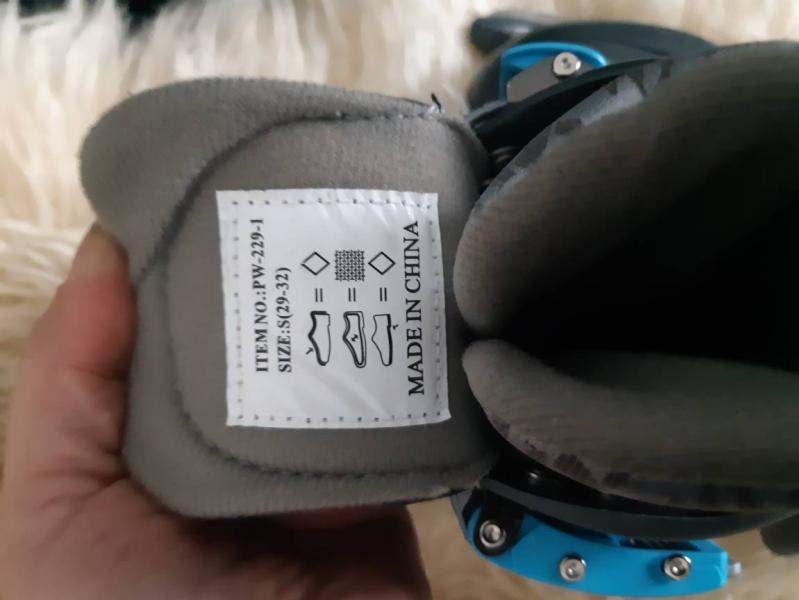 ITEM NO.:PW-229-1
SIZE:S(29-32)
=
=
=
MADE IN CHINA